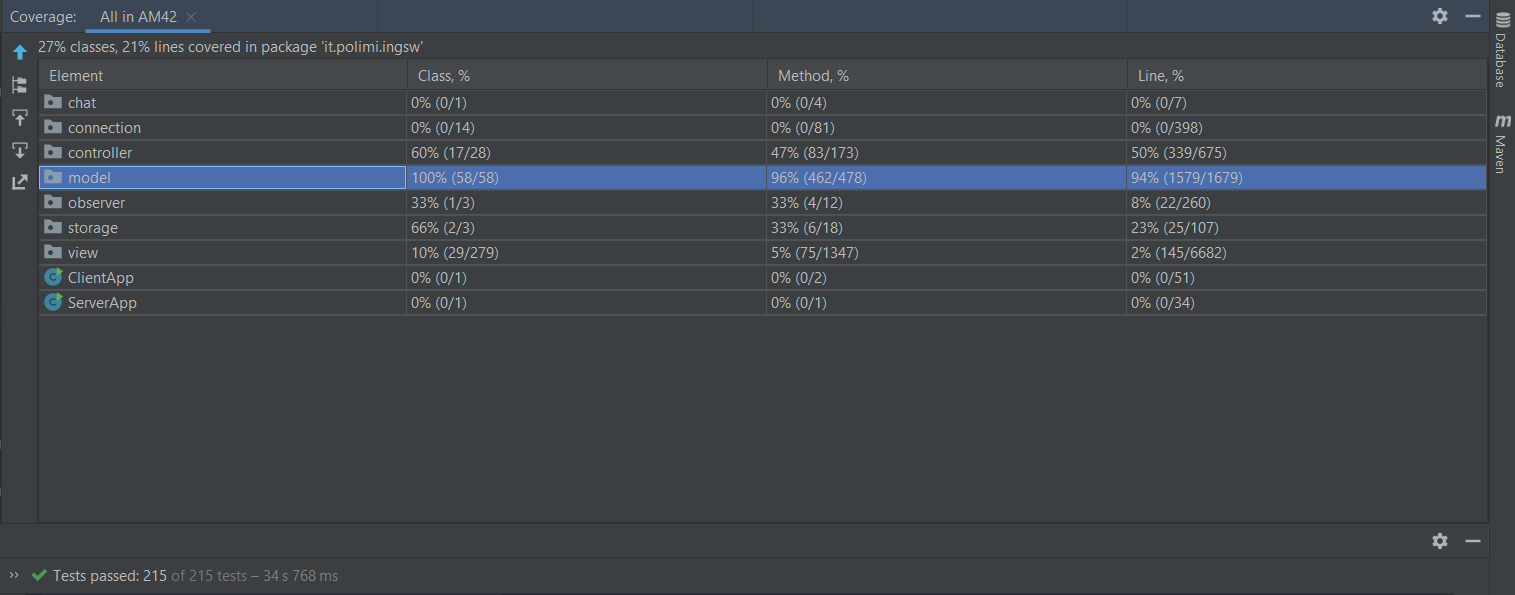 Coverage: All in AM42
27% classes, 21% lines covered in package 'it.polimi.ingsw'
Element Class, % Method, % Line, %
chat 0% (0/1) 0% (0/4) 0% (0/7)
connection 0% (0/14) 0% (0/81) 0% (0/398)
controller 60% (17/28) 47% (83/173) 50% (339/675)
model 100% (58/58) 96% (462/478) 94% (1579/1679)
observer 33% (1/3) 33% (4/12) 8% (22/260)
storage 66% (2/3) 33% (6/18) 23% (25/107)
view 10% (29/279) 5% (75/1347) 2% (145/6682)
ClientApp 0% (0/1) 0% (0/2) 0% (0/51)
ServerApp 0% (0/1) 0% (0/1) 0% (0/34)
Database
Maven
Tests passed: 215 of 215 tests – 34 s 768 ms